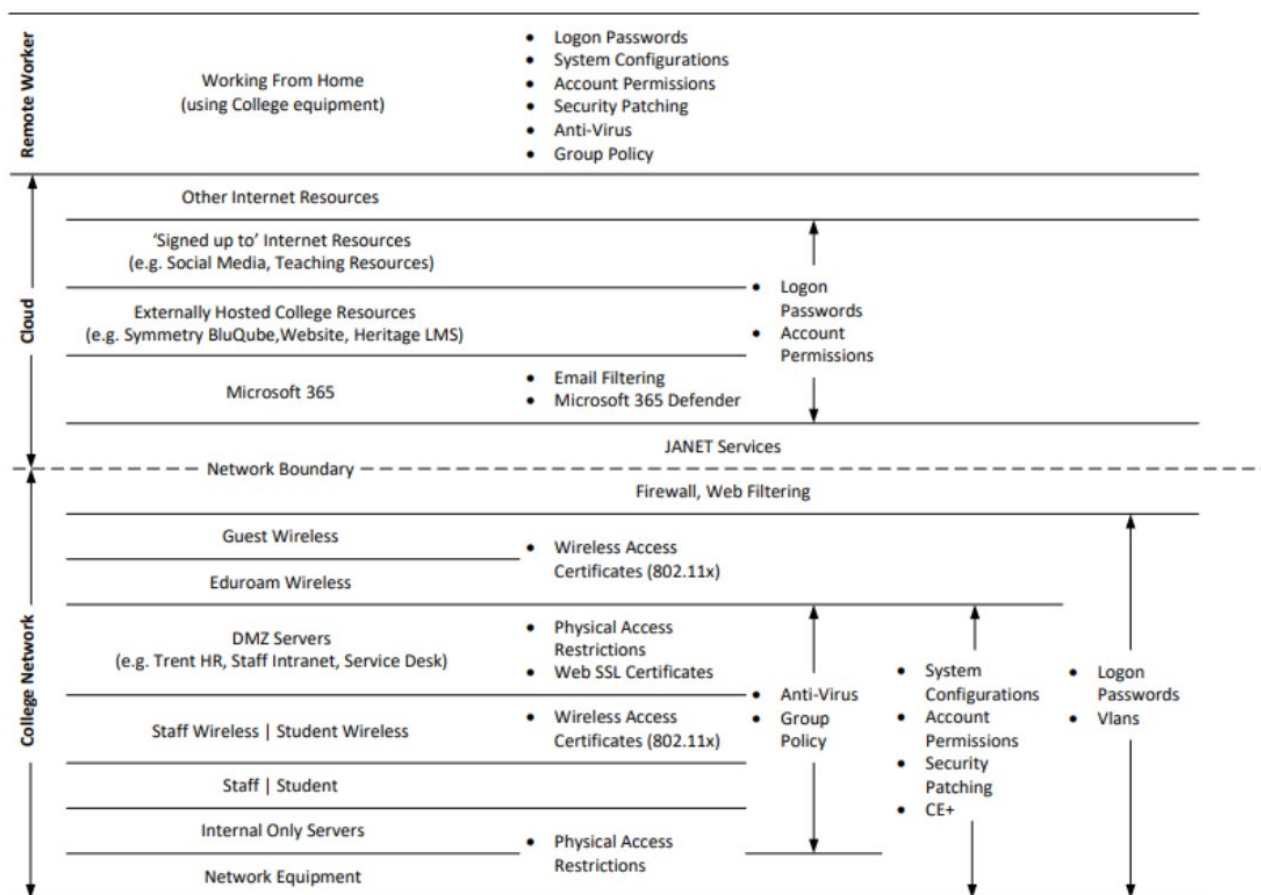 Remote Worker
Working From Home
(using College equipment)
• Logon Passwords
• System Configurations
• Account Permissions
• Security Patching
• Anti-Virus
• Group Policy
Cloud
Other Internet Resources
‘Signed up to’ Internet Resources
(e.g. Social Media, Teaching Resources)
Externally Hosted College Resources
(e.g. Symmetry BluQube,Website, Heritage LMS)
Microsoft 365
• Email Filtering
• Microsoft 365 Defender
• Logon
Passwords
• Account
Permissions
JANET Services
Network Boundary
College Network
Firewall, Web Filtering
Guest Wireless
Eduroam Wireless
• Wireless Access
Certificates (802.11x)
DMZ Servers
(e.g. Trent HR, Staff Intranet, Service Desk)
• Physical Access
Restrictions
• Web SSL Certificates
Staff Wireless | Student Wireless
• Wireless Access
Certificates (802.11x)
Staff | Student
Internal Only Servers
Network Equipment
• Physical Access
Restrictions
• Anti-Virus
• Group
Policy
• System
Configurations
• Account
Permissions
• Security
Patching
• CE+
• Logon
Passwords
• Vlans